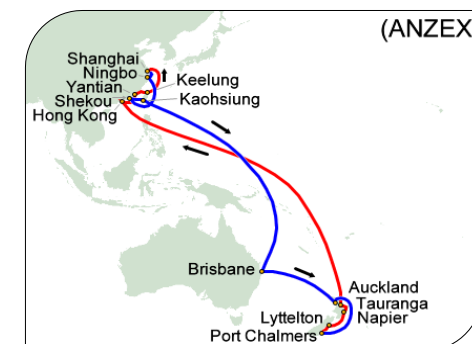 (ANZEX
Shanghai
Ningbo
Yantian
Keelung
Shekou
Kaohsiung
Hong Kong
Brisbane
Auckland
Tauranga
Lyttelton
Napier
Port Chalmers